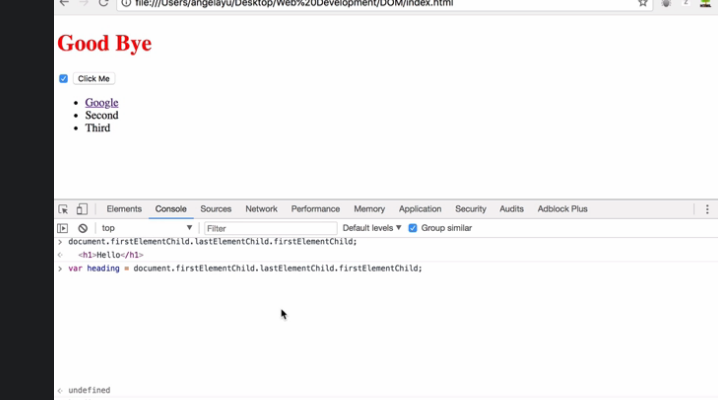 file:///Users/angelayu/Desktop/Web%20Development/DOM/index.html
Good Bye
Click Me
Google
Second
Third
Elements Console Sources Network Performance Memory Application Security Audits Adblock Plus
top Filter Default levels Group similar
document.firstElementChild.lastElementChild.firstElementChild;
<h1>Hello</h1>
var heading = document.firstElementChild.lastElementChild.firstElementChild;
undefined